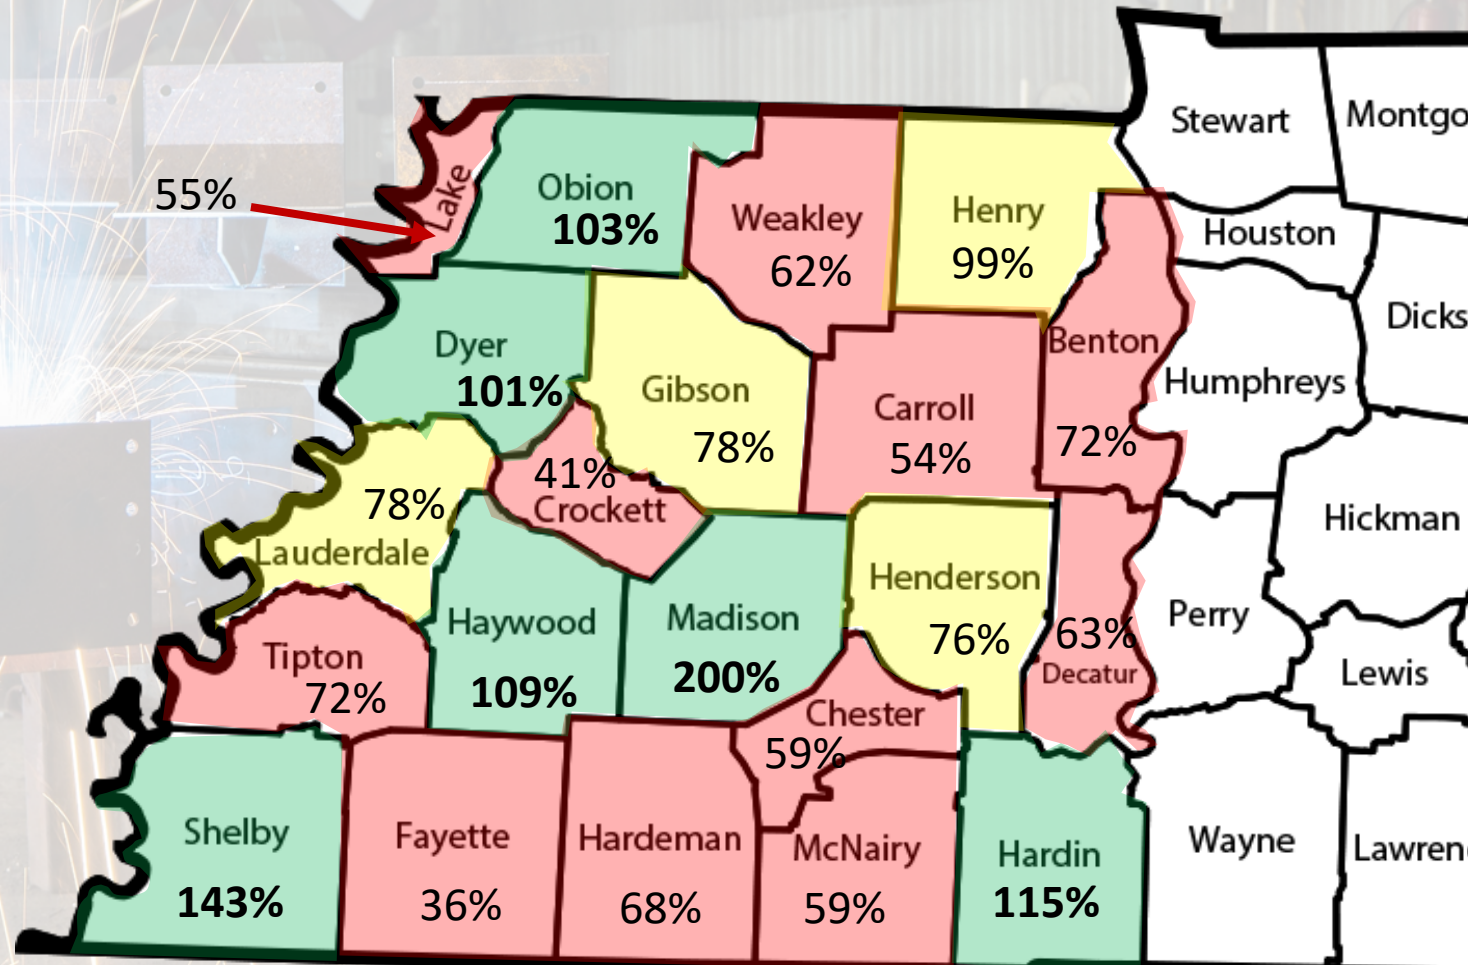 Stewart
Montgo
55%
Lake
Obion
103%
Weakley
62%
Henry
99%
Houston
Dyer
101%
Gibson
78%
Carroll
54%
Benton
72%
Humphreys
Dicks
41%
Crockett
78%
Lauderdale
Hickman
Henderson
76%
Haywood
109%
Madison
200%
63%
Decatur
Perry
Tipton
72%
Lewis
Chester
59%
Shelby
143%
Fayette
36%
Hardeman
68%
McNairy
59%
Hardin
115%
Wayne
Lawren